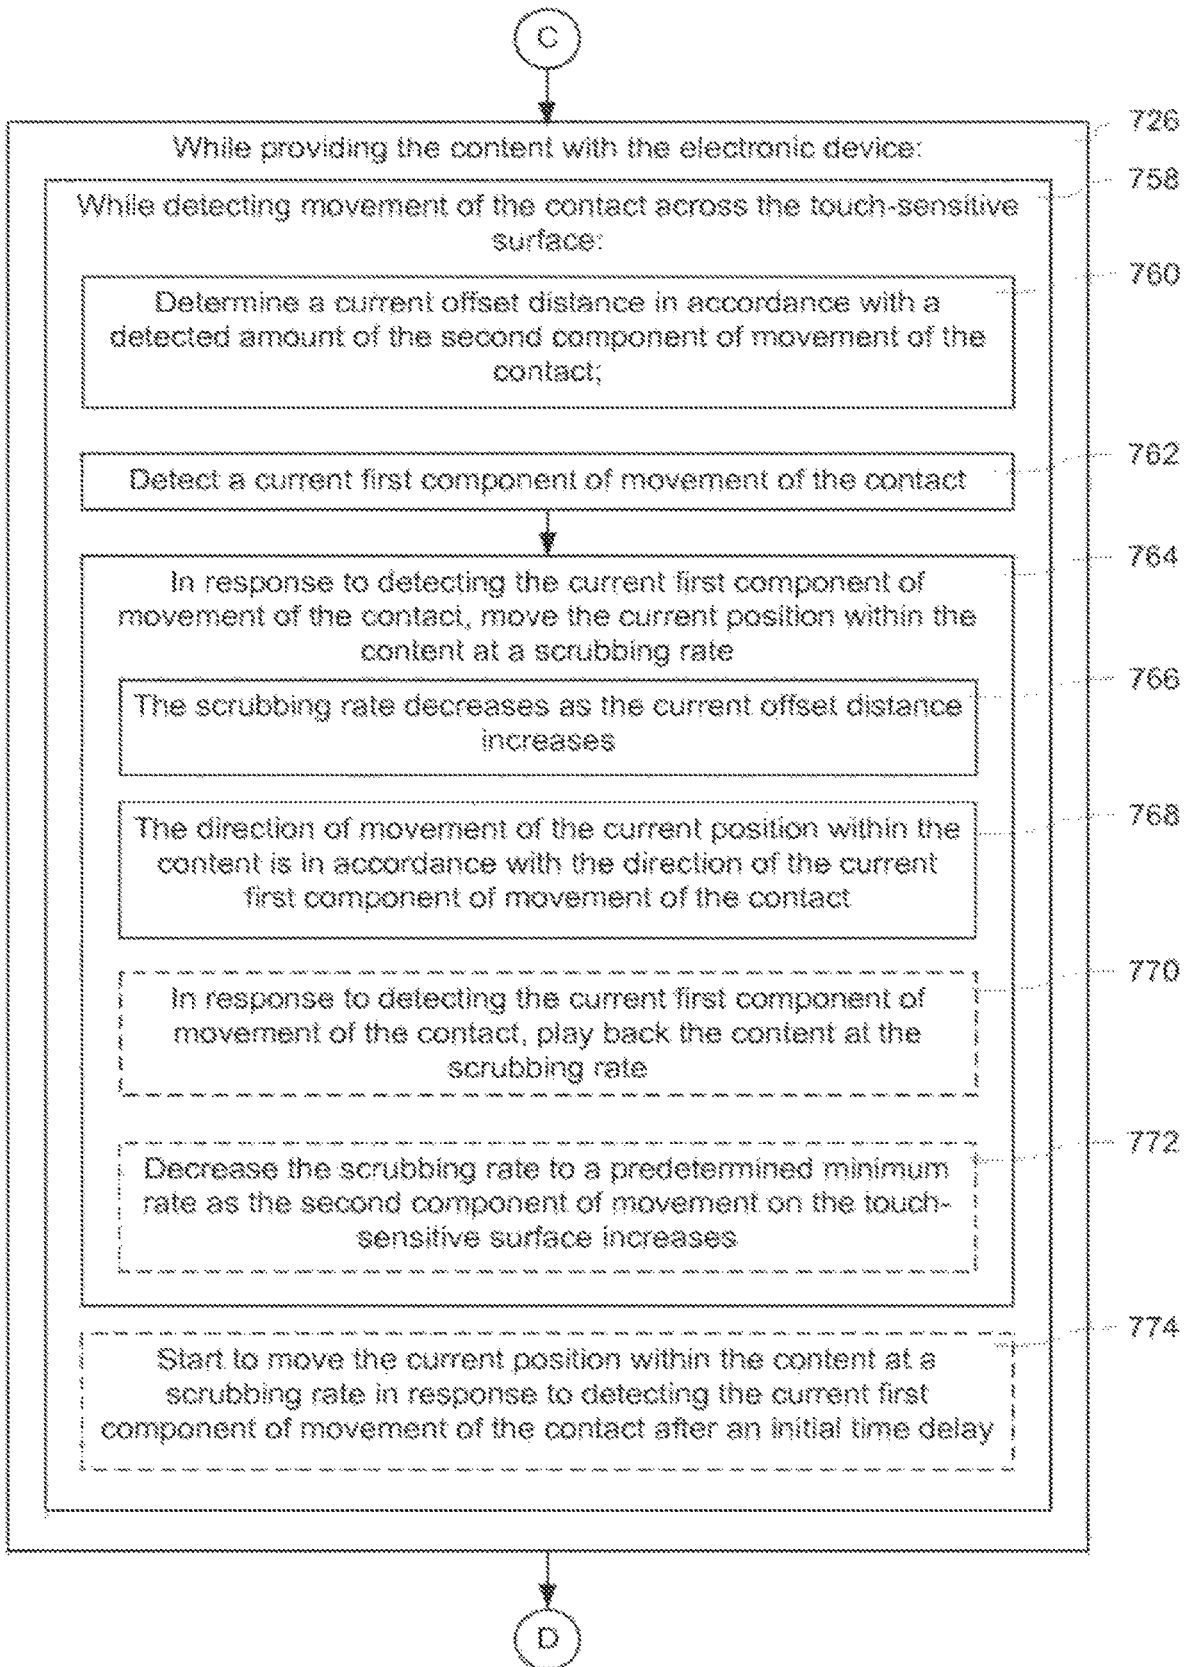 C
726
While providing the content with the electronic device:
758
While detecting movement of the contact across the touch-sensitive
surface:
760
Determine a current offset distance in accordance with a
detected amount of the second component of movement of the
contact;
762
Detect a current first component of movement of the contact
764
In response to detecting the current first component of
movement of the contact, move the current position within the
content at a scrubbing rate
766
The scrubbing rate decreases as the current offset distance
increases
768
The direction of movement of the current position within the
content is in accordance with the direction of the current
first component of movement of the contact
770
In response to detecting the current first component of
movement of the contact, play back the content at the
scrubbing rate
772
Decrease the scrubbing rate to a predetermined minimum
rate as the second component of movement on the touch-
sensitive surface increases
774
Start to move the current position within the content at a
scrubbing rate in response to detecting the current first
component of movement of the contact after an initial time delay
D